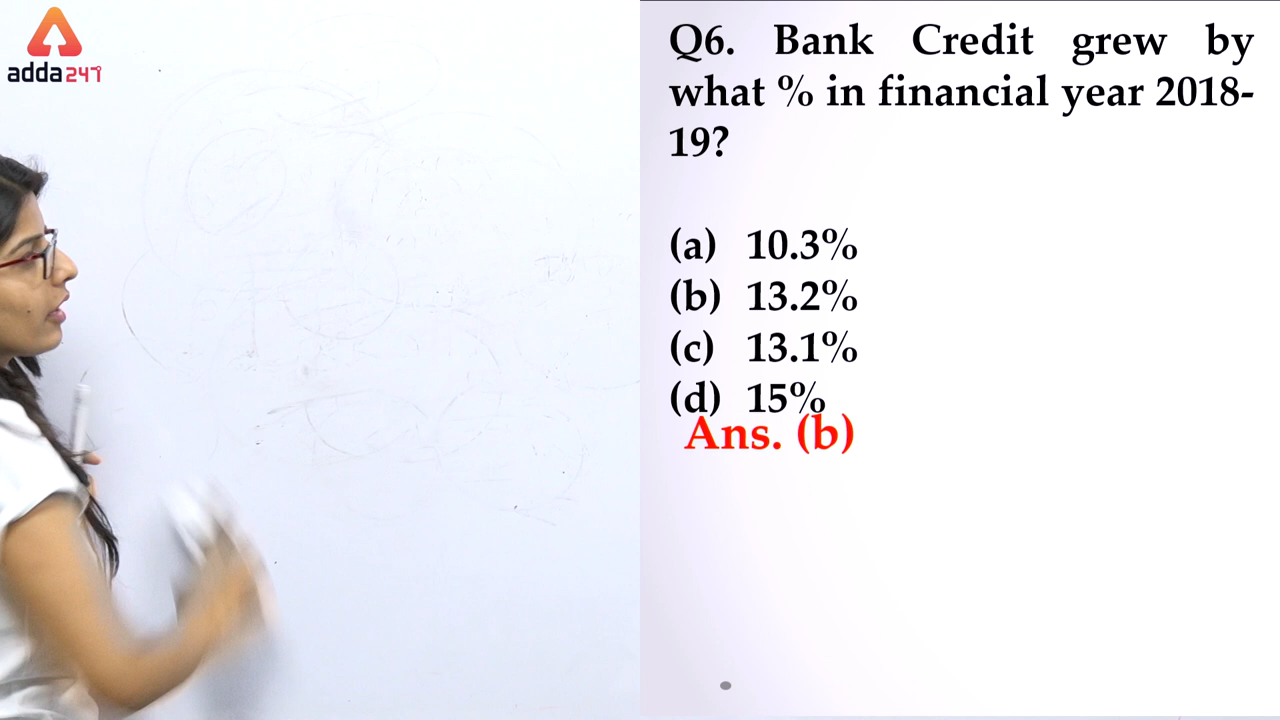 adda247
Q6. Bank Credit grew by
what % in financial year 2018-
19?
(a) 10.3%
(b) 13.2%
(c) 13.1%
(d) 15%
Ans. (b)